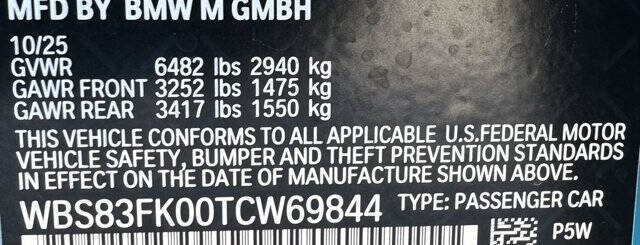 MFD BY BMW M GMBH
10/25
GVWR 6482 lbs 2940 kg
GAWR FRONT 3252 lbs 1475 kg
GAWR REAR 3417 lbs 1550 kg
THIS VEHICLE CONFORMS TO ALL APPLICABLE U.S.FEDERAL MOTOR
VEHICLE SAFETY, BUMPER AND THEFT PREVENTION STANDARDS
IN EFFECT ON THE DATE OF MANUFACTURE SHOWN ABOVE.
WBS83FK00TCW69844 TYPE: PASSENGER CAR
P5W